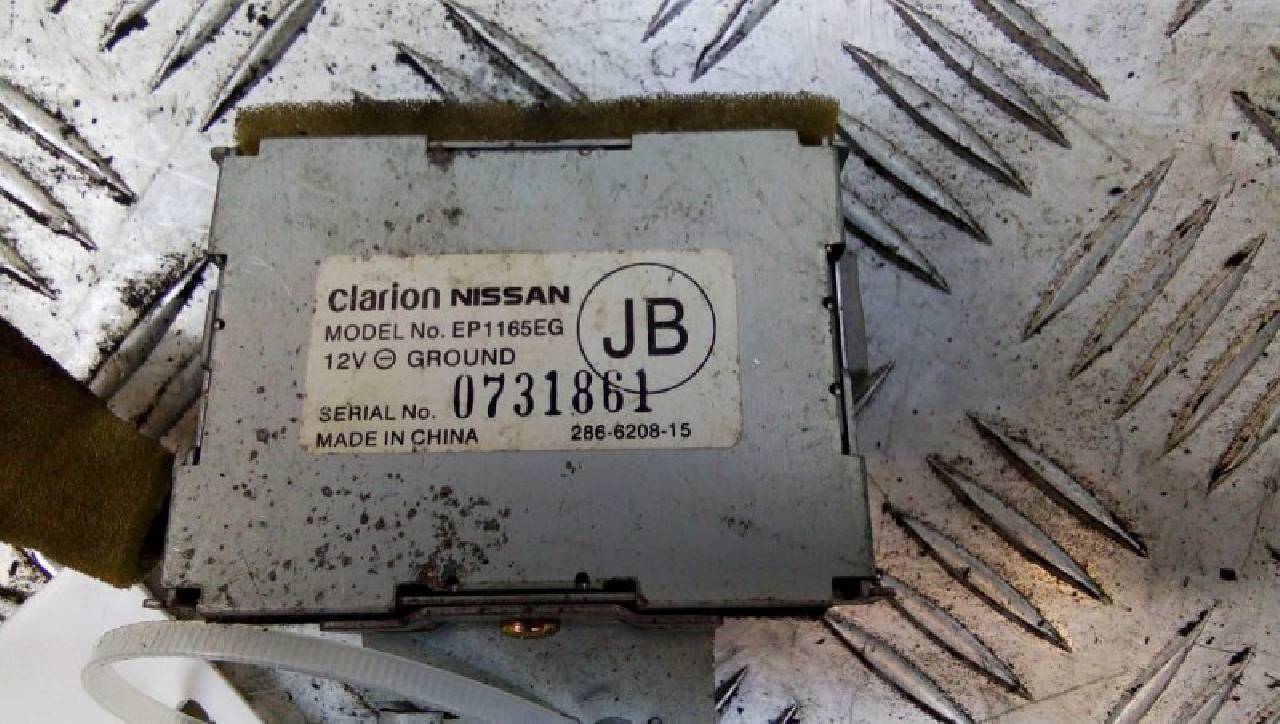 clarion NISSAN
JB
MODEL No. EP1165EG
12V ⊖ GROUND
SERIAL No. 0731861
MADE IN CHINA 286-6208-15